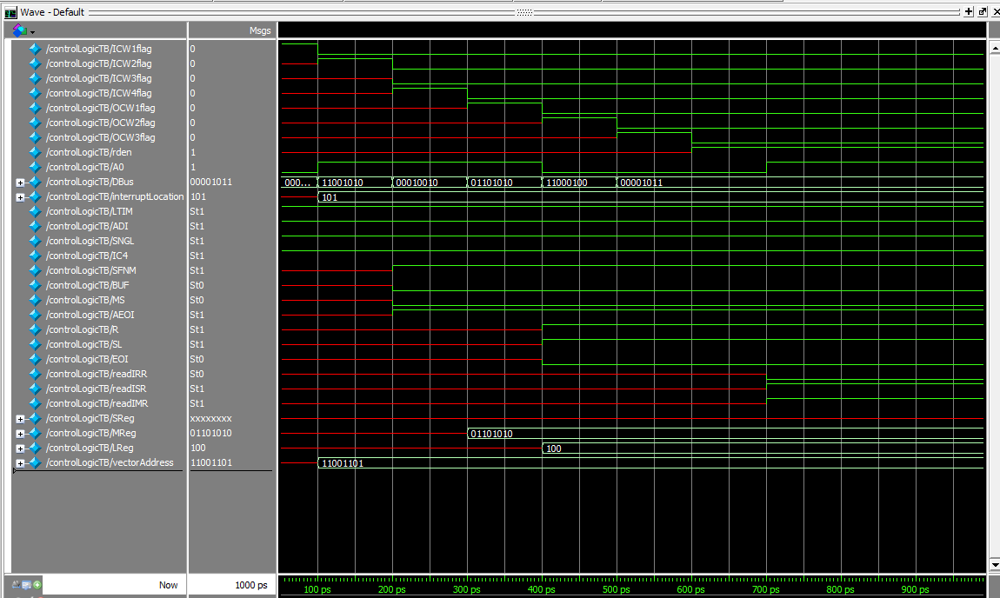 Wave - Default
Msgs
/controlLogicTB/ICW1flag 0
/controlLogicTB/ICW2flag 0
/controlLogicTB/ICW3flag 0
/controlLogicTB/ICW4flag 0
/controlLogicTB/OCW1flag 0
/controlLogicTB/OCW2flag 0
/controlLogicTB/OCW3flag 0
/controlLogicTB/rden 1
/controlLogicTB/A0 1
/controlLogicTB/DBus 00001011 000... 11001010 00010010 01101010 11000100 00001011
/controlLogicTB/interruptLocation 101 101
/controlLogicTB/LTIM St1
/controlLogicTB/ADI St1
/controlLogicTB/SNGL St1
/controlLogicTB/IC4 St1
/controlLogicTB/SFNM St1
/controlLogicTB/BUF St0
/controlLogicTB/MS St0
/controlLogicTB/AEOI St1
/controlLogicTB/R St1
/controlLogicTB/SL St1
/controlLogicTB/EOI St0
/controlLogicTB/readIRR St0
/controlLogicTB/readISR St1
/controlLogicTB/readIMR St1
/controlLogicTB/SReg xxxxxxxx
/controlLogicTB/MReg 01101010 01101010
/controlLogicTB/LReg 100 100
/controlLogicTB/vectorAddress 11001101 11001101
Now 1000 ps 100 ps 200 ps 300 ps 400 ps 500 ps 600 ps 700 ps 800 ps 900 ps